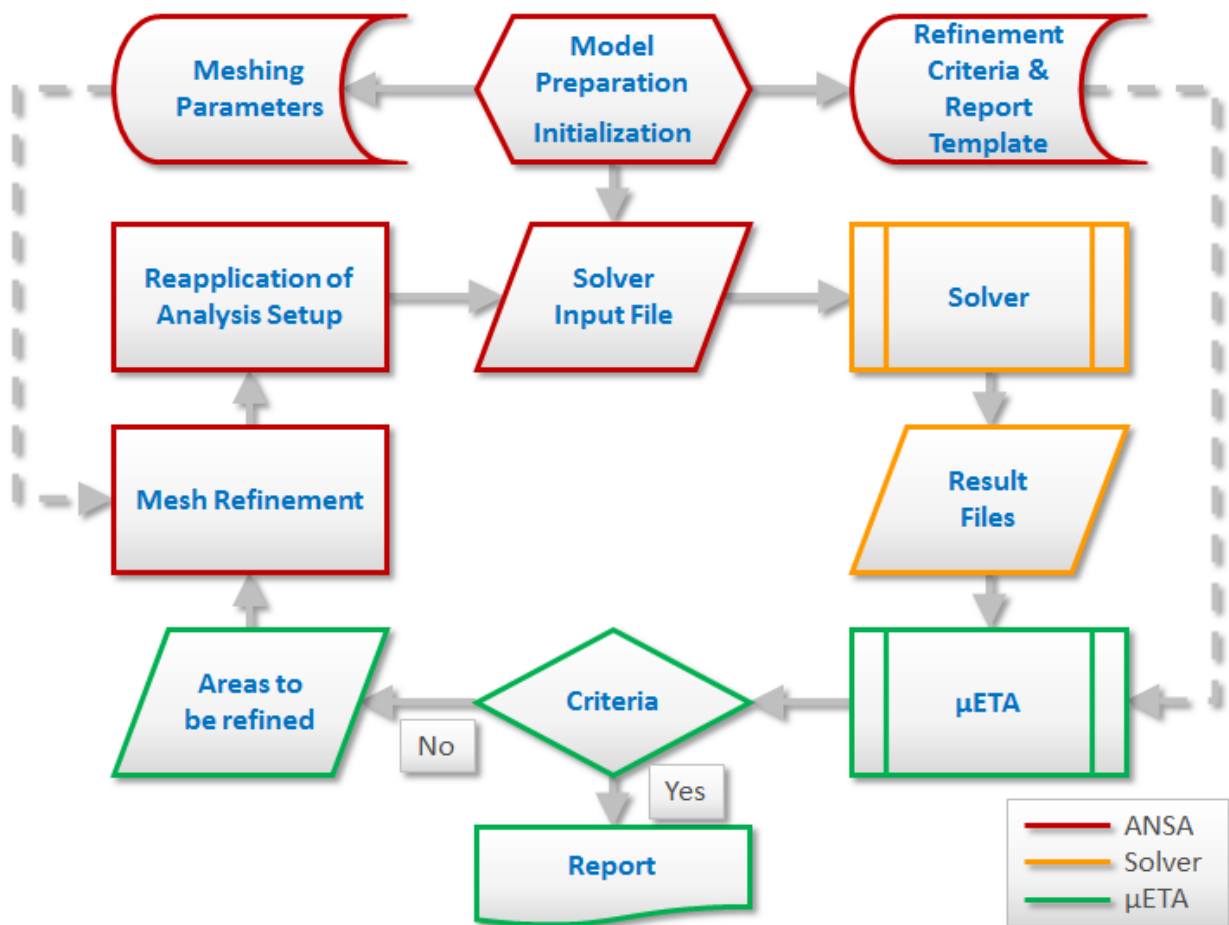 Meshing
Parameters
Model
Preparation
Initialization
Refinement
Criteria &
Report
Template
Reapplication of
Analysis Setup
Solver
Input File
Solver
Mesh Refinement
Result
Files
Areas to
be refined
Criteria
µETA
No
Yes
Report
ANSA
Solver
µETA